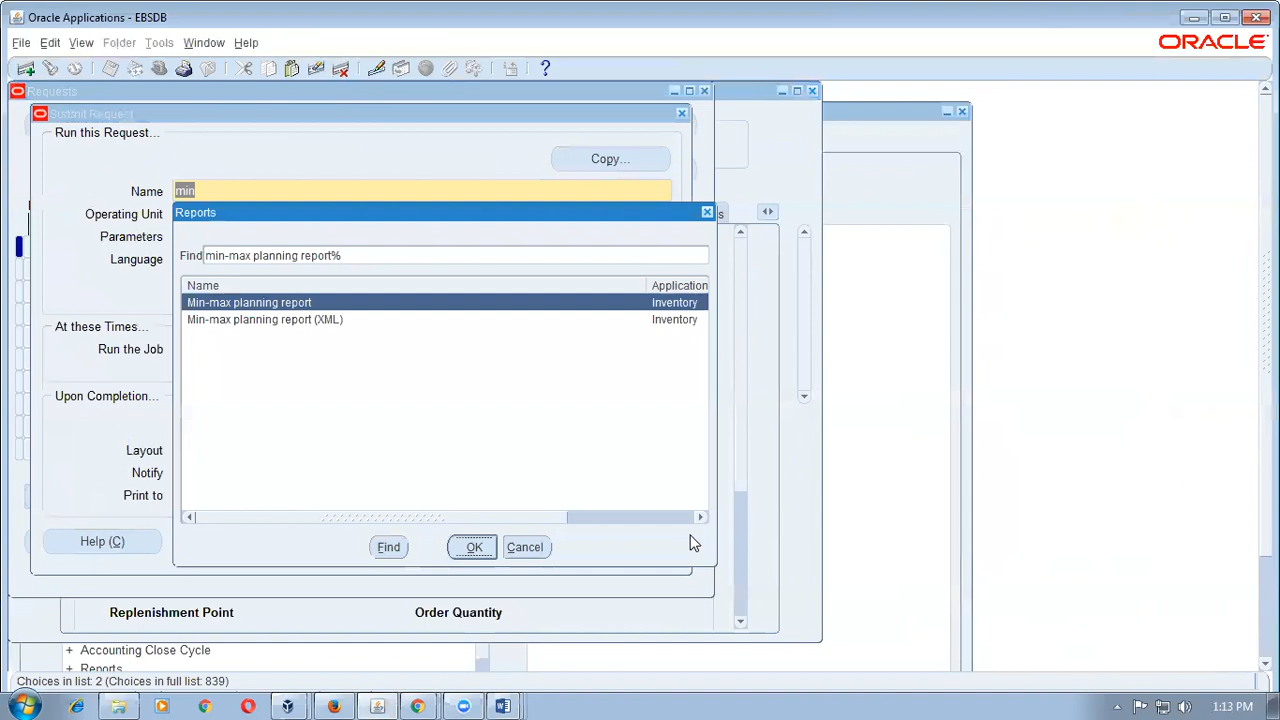 Oracle Applications - EBSDB
File Edit View Folder Tools Window Help
ORACLE
Requests
Submit Request
Run this Request...
Copy...
Name min
Operating Unit
Parameters
Language
At these Times...
Run the Job
Upon Completion...
Layout
Notify
Print to
Help (C)
Reports
Find min-max planning report%
Name Application
Min-max planning report Inventory
Min-max planning report (XML) Inventory
Find OK Cancel
s
Replenishment Point Order Quantity
+ Accounting Close Cycle
+ Reports
Choices in list: 2 (Choices in full list: 839)
1:13 PM